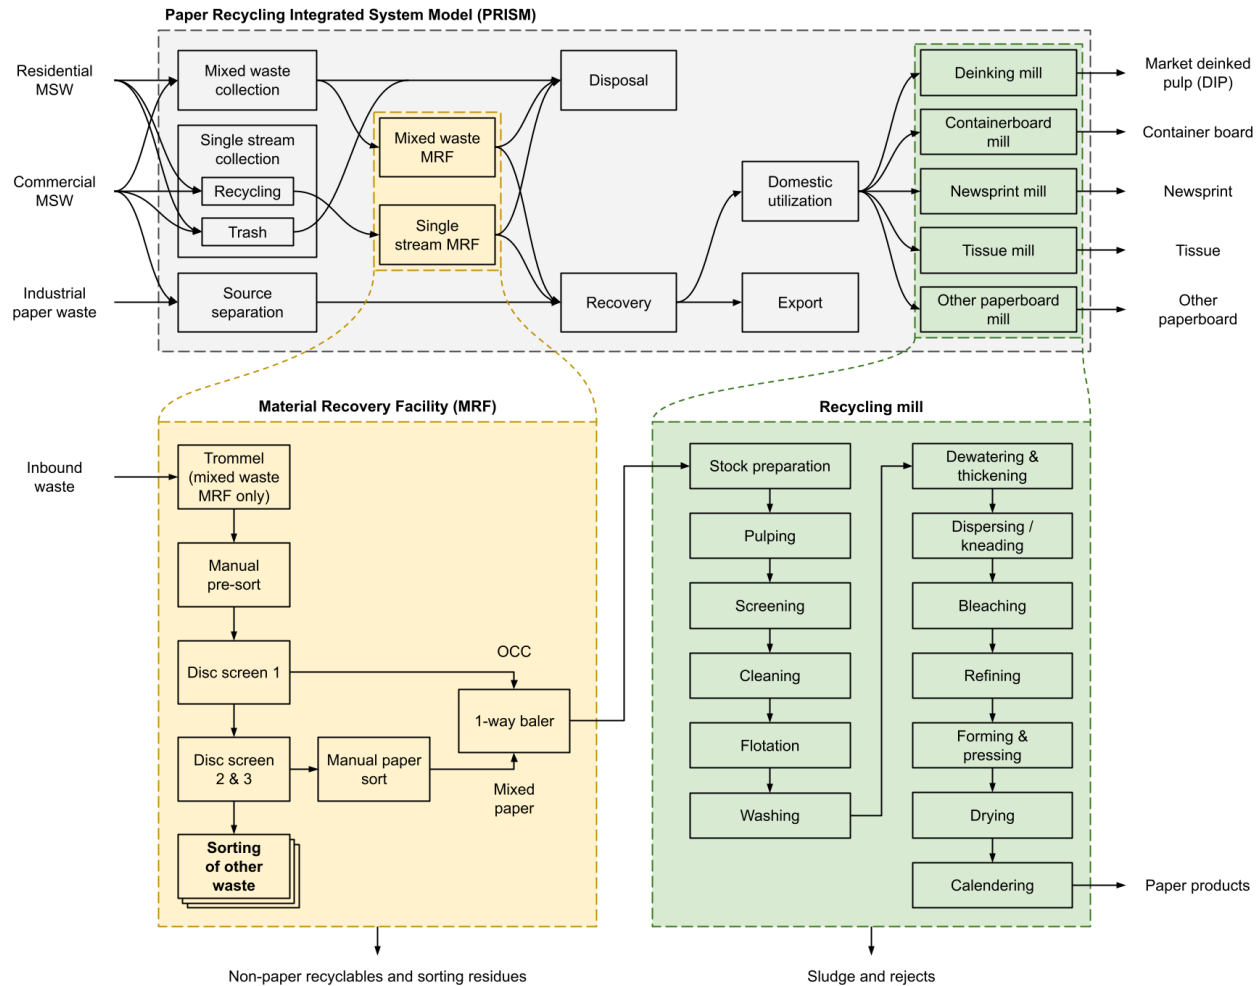 Paper Recycling Integrated System Model (PRISM)
Residential
MSW
Commercial
MSW
Industrial
paper waste
Mixed waste
collection
Single stream
collection
Recycling
Trash
Source
separation
Mixed waste
MRF
Single
stream MRF
Disposal
Recovery
Domestic
utilization
Export
Deinking mill
Containerboard
mill
Newsprint mill
Tissue mill
Other paperboard
mill
Market deinked
pulp (DIP)
Container board
Newsprint
Tissue
Other
paperboard
Material Recovery Facility (MRF)
Inbound
waste
Trommel
(mixed waste
MRF only)
Manual
pre-sort
Disc screen 1
Disc screen
2 & 3
Sorting
of other
waste
Manual paper
sort
OCC
1-way baler
Mixed
paper
Non-paper recyclables and sorting residues
Recycling mill
Stock preparation
Pulping
Screening
Cleaning
Flotation
Washing
Dewatering &
thickening
Dispersing /
kneading
Bleaching
Refining
Forming &
pressing
Drying
Calendering
Paper products
Sludge and rejects